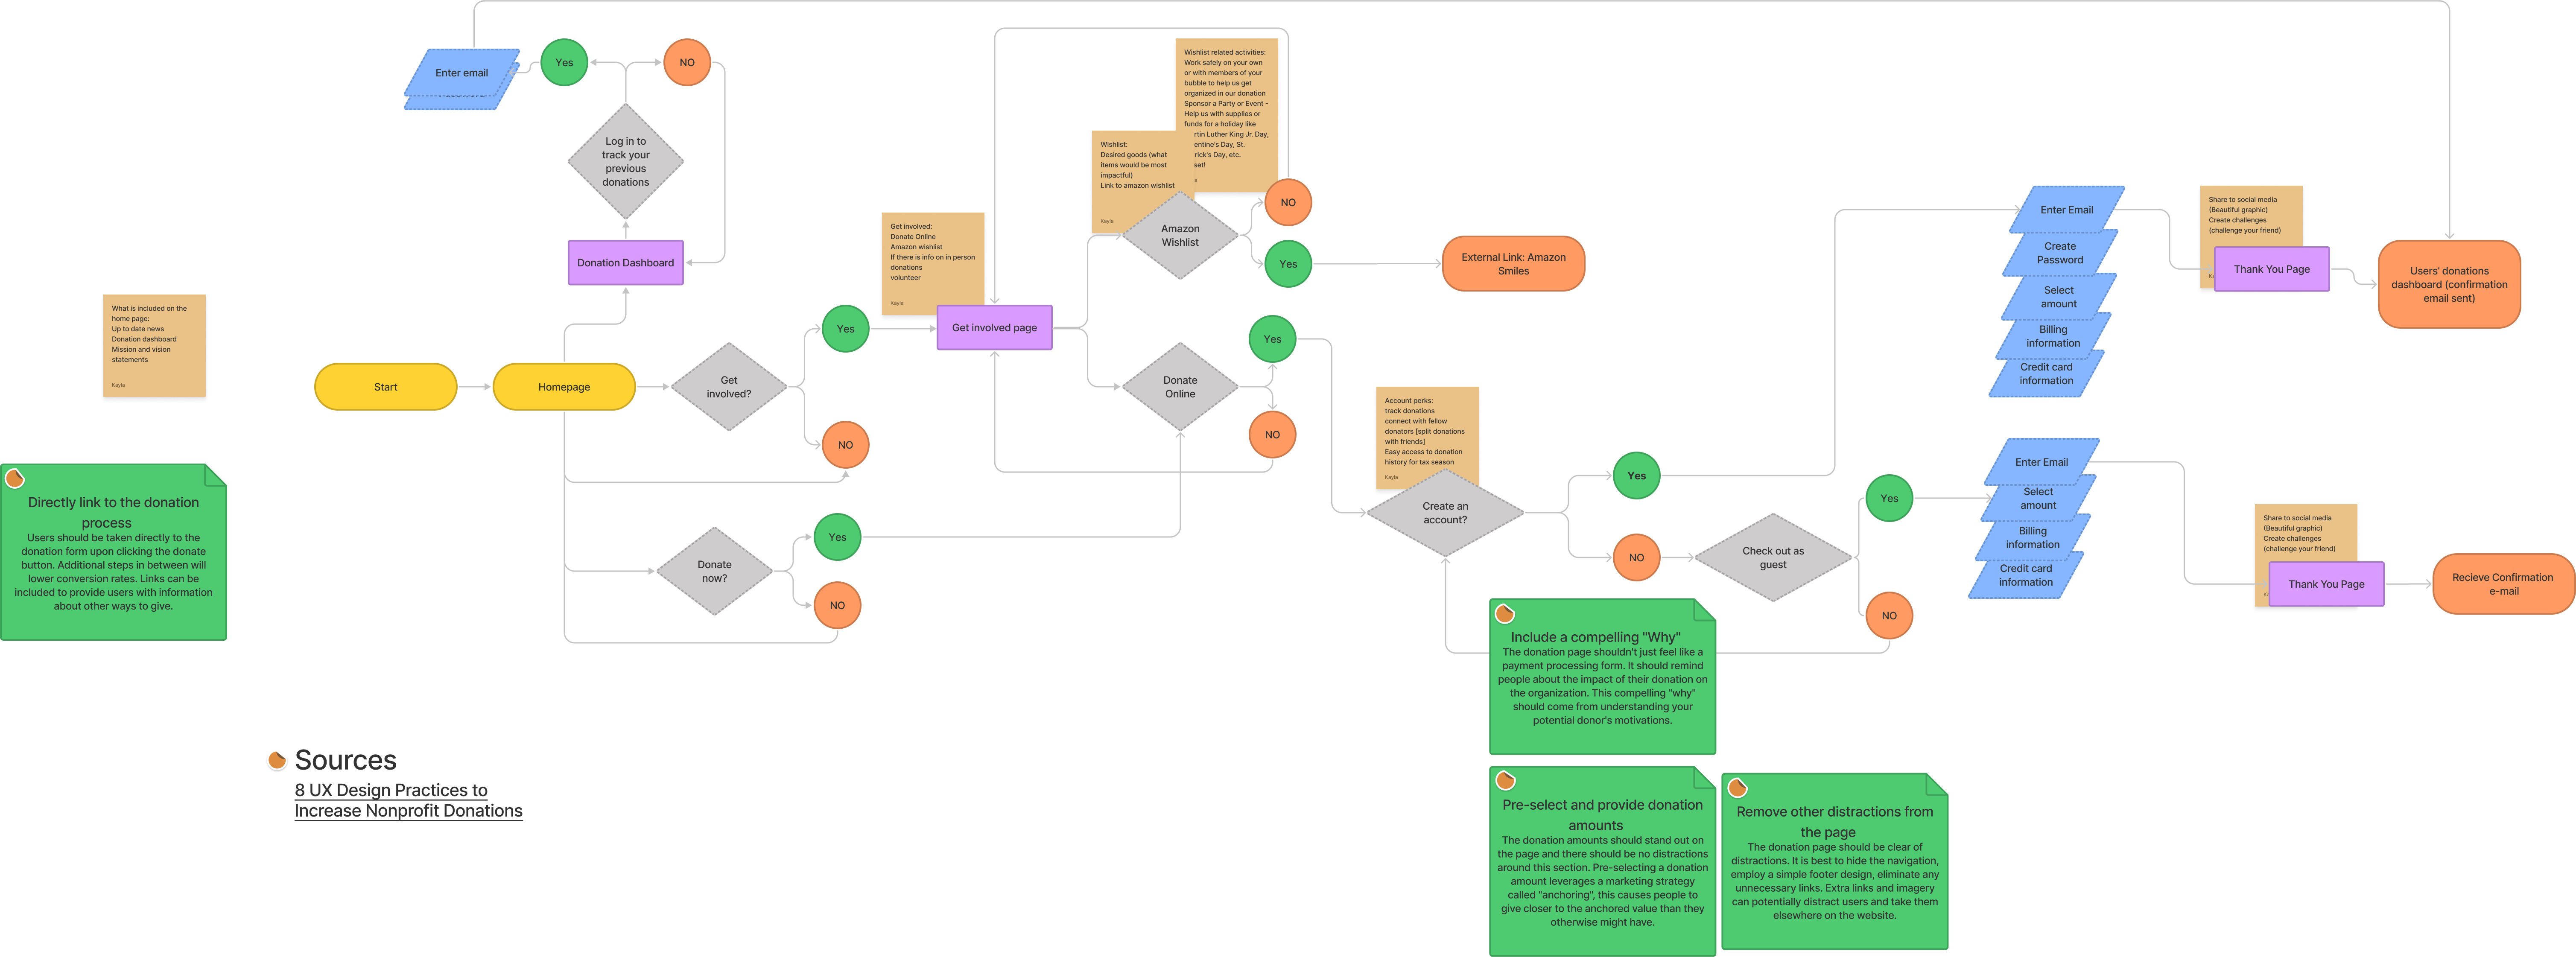 Enter email
Yes
NO
Log in to
track your
previous
donations
Donation Dashboard
What is included on the
home page:
Up to date news
Donation dashboard
Mission and vision
statements
Kayla
Start
Homepage
Get
involved?
Yes
NO
Donate
now?
Yes
NO
Get involved:
Donate Online
Amazon wishlist
If there is info on in person
donations
volunteer
Kayla
Get involved page
Wishlist:
Desired goods (what
items would be most
impactful)
Link to amazon wishlist
Kayla
Wishlist related activities:
Work safely on your own
or with members of your
bubble to help us get
organized in our donation
Sponsor a Party or Event -
Help us with supplies or
funds for a holiday like
rtin Luther King Jr. Day,
entine's Day, St.
rick's Day, etc.
set!
Amazon
Wishlist
NO
Yes
External Link: Amazon
Smiles
Donate
Online
Yes
NO
Account perks:
track donations
connect with fellow
donators [split donations
with friends]
Easy access to donation
history for tax season
Kayla
Create an
account?
Yes
NO
Check out as
guest
Yes
NO
Enter Email
Create
Password
Select
amount
Billing
information
Credit card
information
Share to social media
(Beautiful graphic)
Create challenges
(challenge your friend)
Thank You Page
Users' donations
dashboard (confirmation
email sent)
Enter Email
Select
amount
Billing
information
Credit card
information
Share to social media
(Beautiful graphic)
Create challenges
(challenge your friend)
Thank You Page
Recieve Confirmation
e-mail
Directly link to the donation
process
Users should be taken directly to the
donation form upon clicking the donate
button. Additional steps in between will
lower conversion rates. Links can be
included to provide users with information
about other ways to give.
Include a compelling "Why"
The donation page shouldn't just feel like a
payment processing form. It should remind
people about the impact of their donation on
the organization. This compelling "why"
should come from understanding your
potential donor's motivations.
Pre-select and provide donation
amounts
The donation amounts should stand out on
the page and there should be no distractions
around this section. Pre-selecting a donation
amount leverages a marketing strategy
called "anchoring", this causes people to
give closer to the anchored value than they
otherwise might have.
Remove other distractions from
the page
The donation page should be clear of
distractions. It is best to hide the navigation,
employ a simple footer design, eliminate any
unnecessary links. Extra links and imagery
can potentially distract users and take them
elsewhere on the website.
Sources
8 UX Design Practices to
Increase Nonprofit Donations